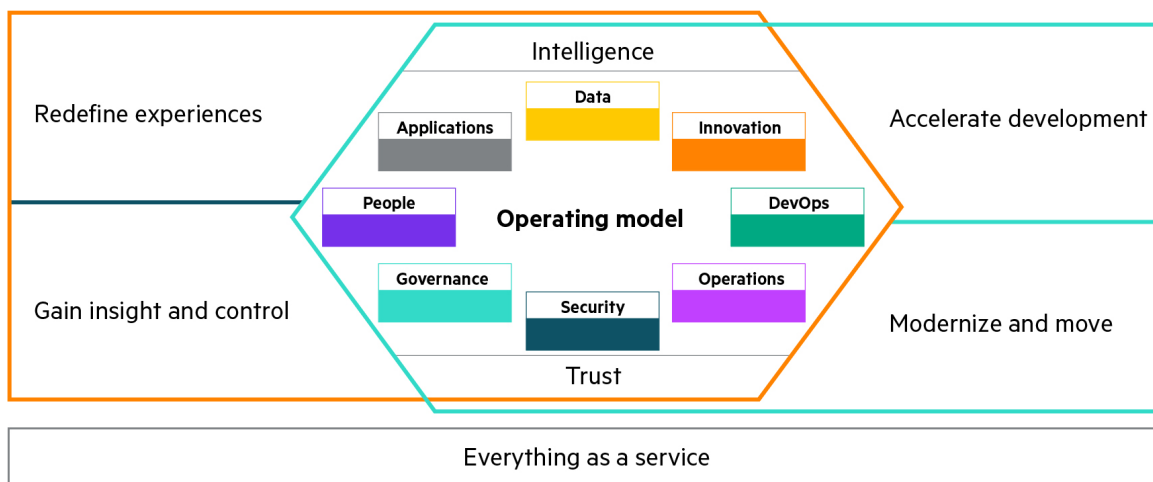 Intelligence
Redefine experiences
Data
Applications
Innovation
Accelerate development
People
Operating model
DevOps
Governance
Security
Operations
Gain insight and control
Modernize and move
Trust
Everything as a service